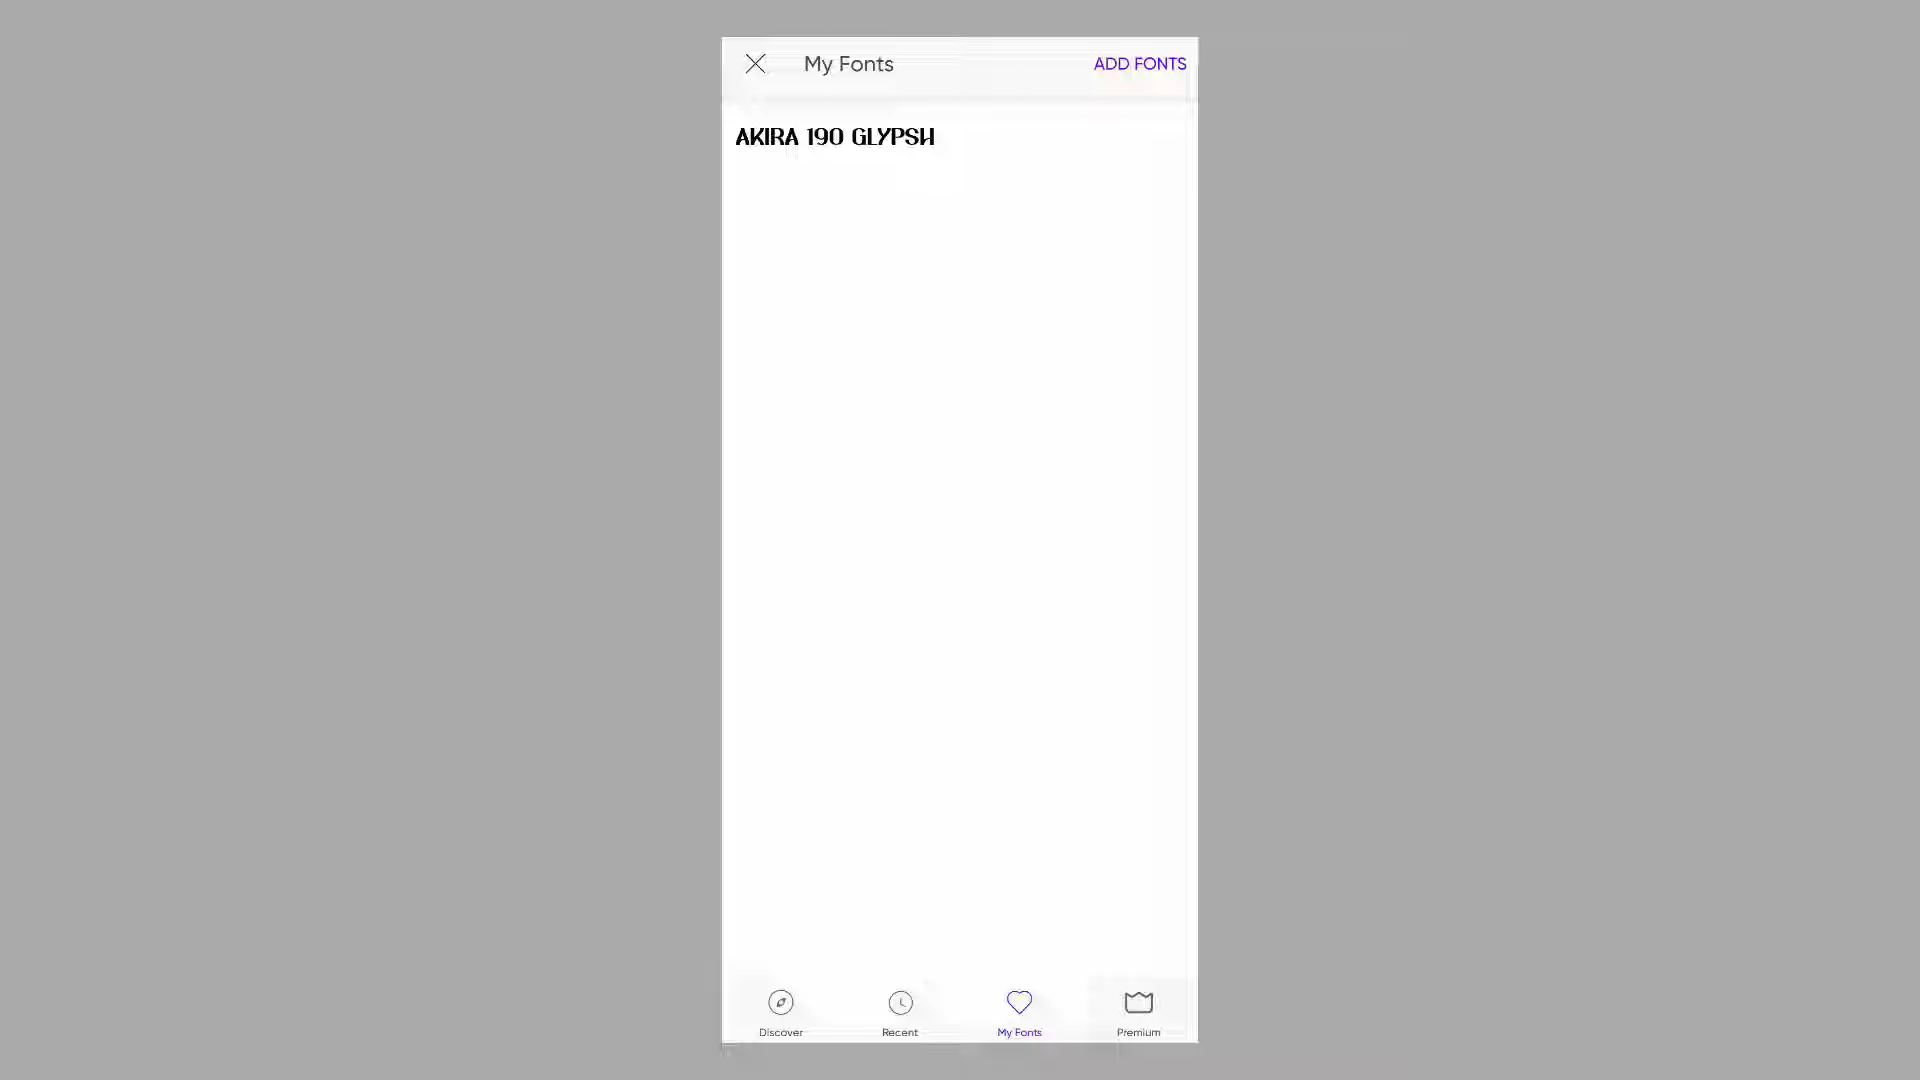 My Fonts
ADD FONTS
AKIRA 190 GLYPSH
Discover
Recent
My Fonts
Premium